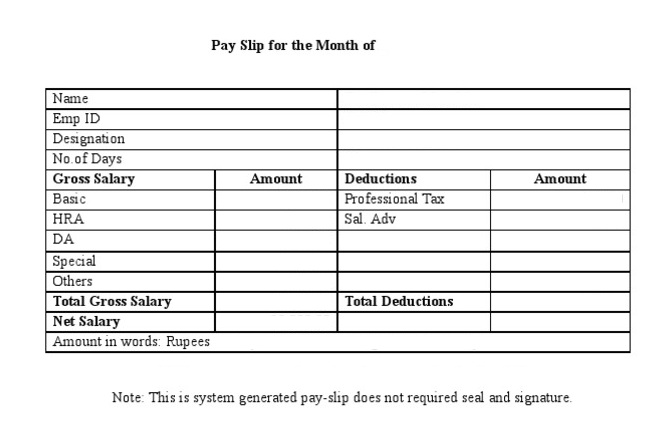 Pay Slip for the Month of
Name
Emp ID
Designation
No.of Days
Gross Salary Amount Deductions Amount
Basic Professional Tax
HRA Sal. Adv
DA
Special
Others
Total Gross Salary Total Deductions
Net Salary
Amount in words: Rupees
Note: This is system generated pay-slip does not required seal and signature.